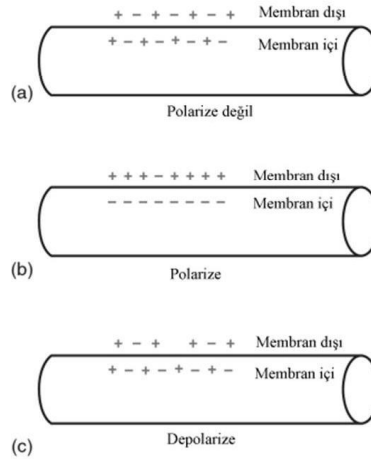 + - + - + - +
Membran dışı
+ - + - + - + -
Membran içi
(a)
Polarize değil
+ + + - + + + +
Membran dışı
- - - - - - - -
Membran içi
(b)
Polarize
+ - + + - +
Membran dışı
+ - + - + - + -
Membran içi
(c)
Depolarize